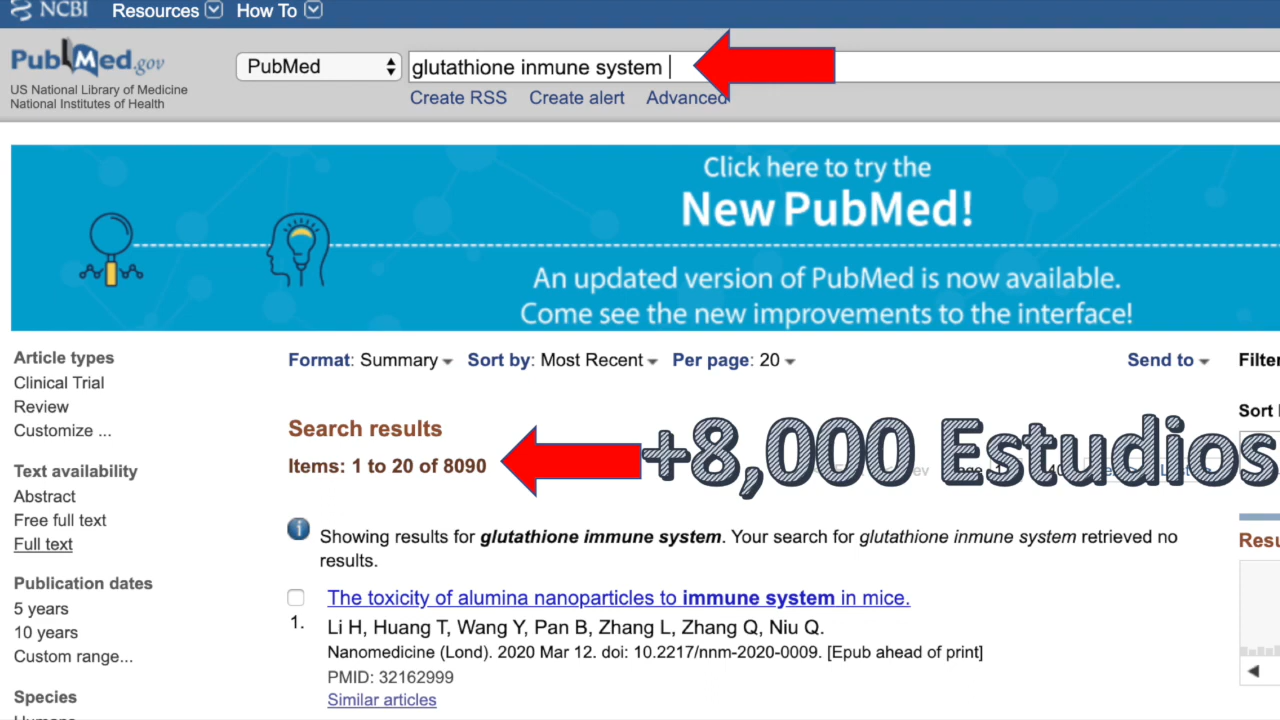 NCBI Resources How To
PubMed.gov
US National Library of Medicine
National Institutes of Health
PubMed
glutathione inmune system
Create RSS Create alert Advanced
Click here to try the
New PubMed!
An updated version of PubMed is now available.
Come see the new improvements to the interface!
Article types
Clinical Trial
Review
Customize ...
Text availability
Abstract
Free full text
Full text
Publication dates
5 years
10 years
Custom range...
Species
Format: Summary Sort by: Most Recent Per page: 20 Send to
Search results
Items: 1 to 20 of 8090
+8,000 Estudios
Showing results for glutathione immune system. Your search for glutathione inmune system retrieved no
results.
The toxicity of alumina nanoparticles to immune system in mice.
1.
Li H, Huang T, Wang Y, Pan B, Zhang L, Zhang Q, Niu Q.
Nanomedicine (Lond). 2020 Mar 12. doi: 10.2217/nnm-2020-0009. [Epub ahead of print]
PMID: 32162999
Similar articles
Filter
Sort
Resu